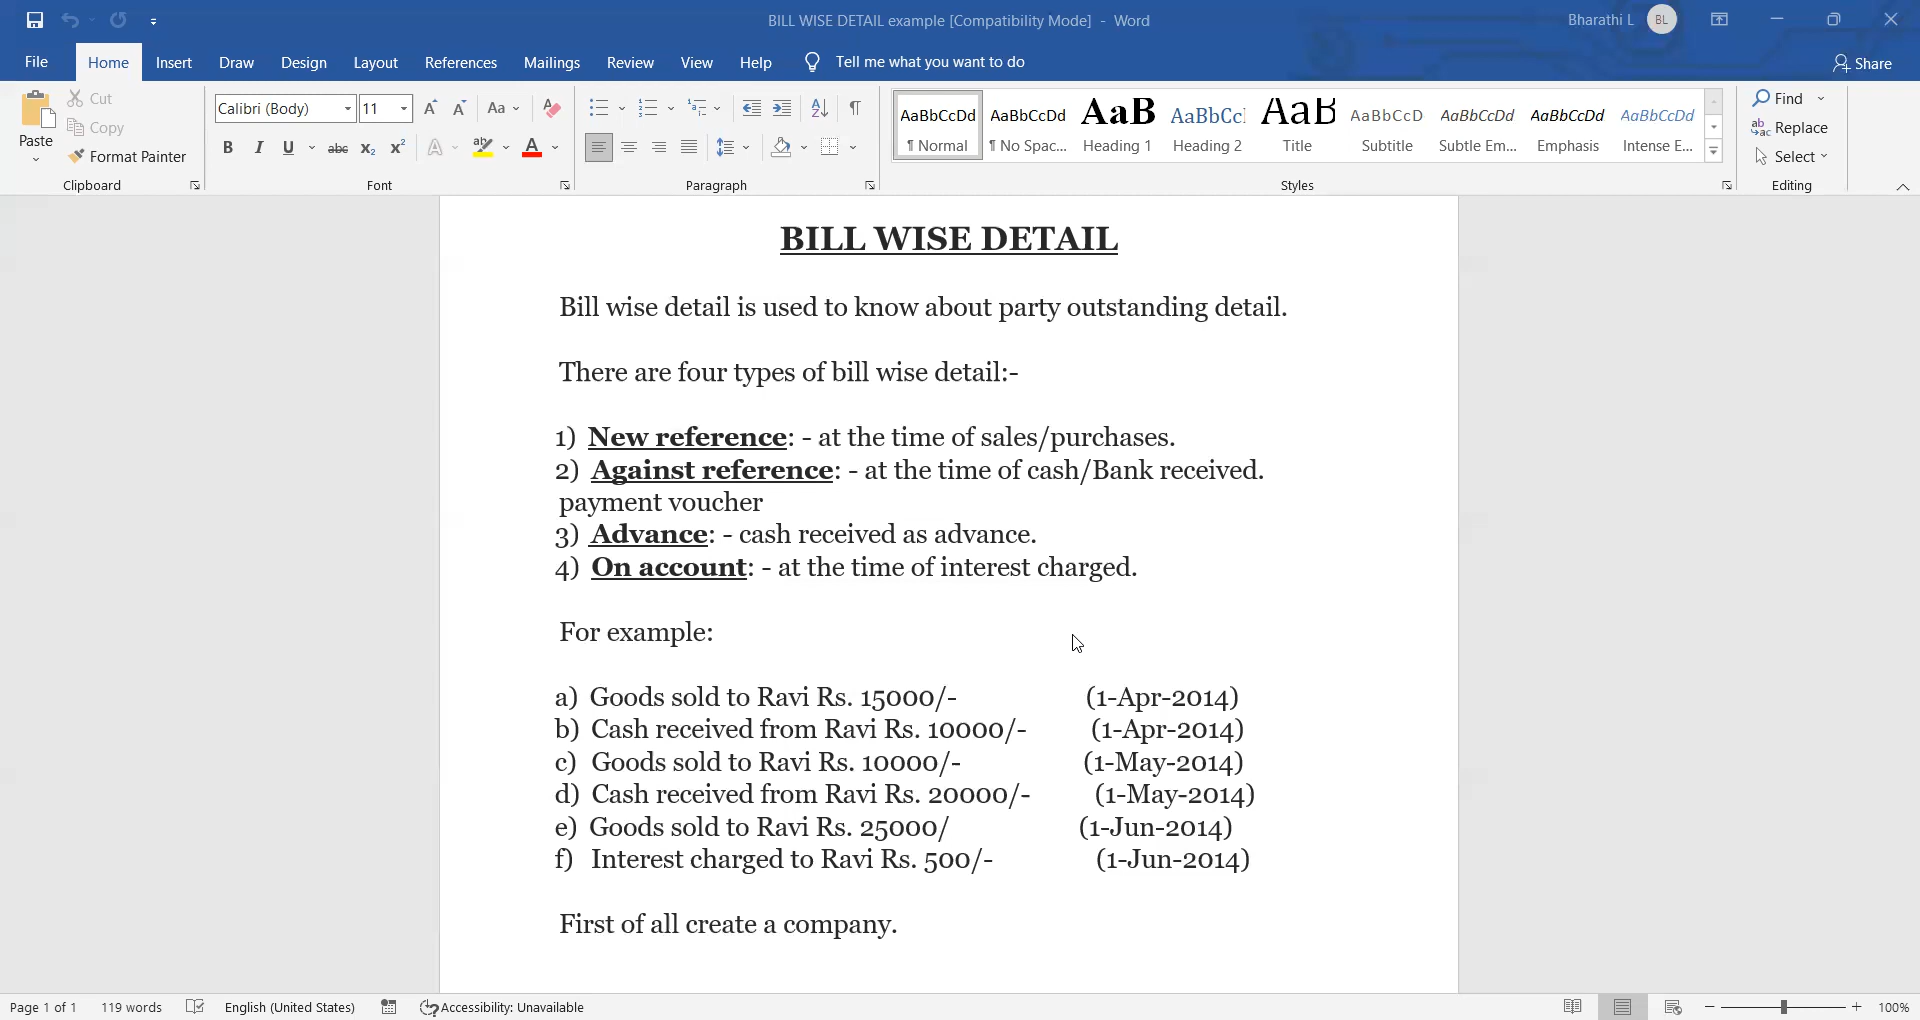 BILL WISE DETAIL example [Compatibility Mode] - Word
Bharathi L
BL
File
Home
Insert
Draw
Design
Layout
References
Mailings
Review
View
Help
Tell me what you want to do
Share
Paste
Cut
Copy
Format Painter
Clipboard
Calibri (Body)
11
Aa
B I U abc x₂ x² A ab A
Font
Paragraph
AaBbCcDd
¶ Normal
AaBbCcDd
¶ No Spac...
AaB
Heading 1
AaBbCc
Heading 2
AaB
Title
AaBbCcD
Subtitle
AaBbCcDd
Subtle Em...
AaBbCcDd
Emphasis
AaBbCcDd
Intense E...
Styles
Find
Replace
Select
Editing
BILL WISE DETAIL
Bill wise detail is used to know about party outstanding detail.
There are four types of bill wise detail:-
1) New reference: - at the time of sales/purchases.
2) Against reference: - at the time of cash/Bank received.
payment voucher
3) Advance: - cash received as advance.
4) On account: - at the time of interest charged.
For example:
a) Goods sold to Ravi Rs. 15000/- (1-Apr-2014)
b) Cash received from Ravi Rs. 10000/- (1-Apr-2014)
c) Goods sold to Ravi Rs. 10000/- (1-May-2014)
d) Cash received from Ravi Rs. 20000/- (1-May-2014)
e) Goods sold to Ravi Rs. 25000/ (1-Jun-2014)
f) Interest charged to Ravi Rs. 500/- (1-Jun-2014)
First of all create a company.
Page 1 of 1
119 words
English (United States)
Accessibility: Unavailable
100%